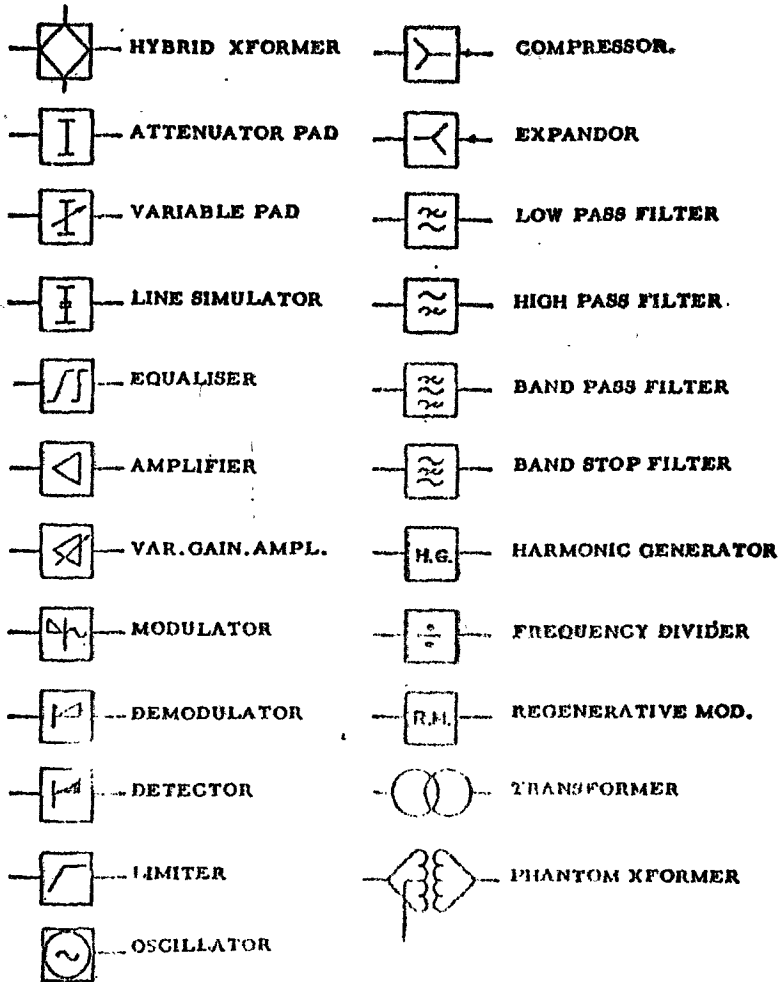 HYBRID XFORMER
ATTENUATOR PAD
VARIABLE PAD
LINE SIMULATOR
EQUALISER
AMPLIFIER
VAR.GAIN.AMPL.
MODULATOR
DEMODULATOR
DETECTOR
LIMITER
OSCILLATOR
COMPRESSOR.
EXPANDOR
LOW PASS FILTER
HIGH PASS FILTER
BAND PASS FILTER
BAND STOP FILTER
H.G. HARMONIC GENERATOR
FREQUENCY DIVIDER
R.M. REGENERATIVE MOD.
TRANSFORMER
PHANTOM XFORMER